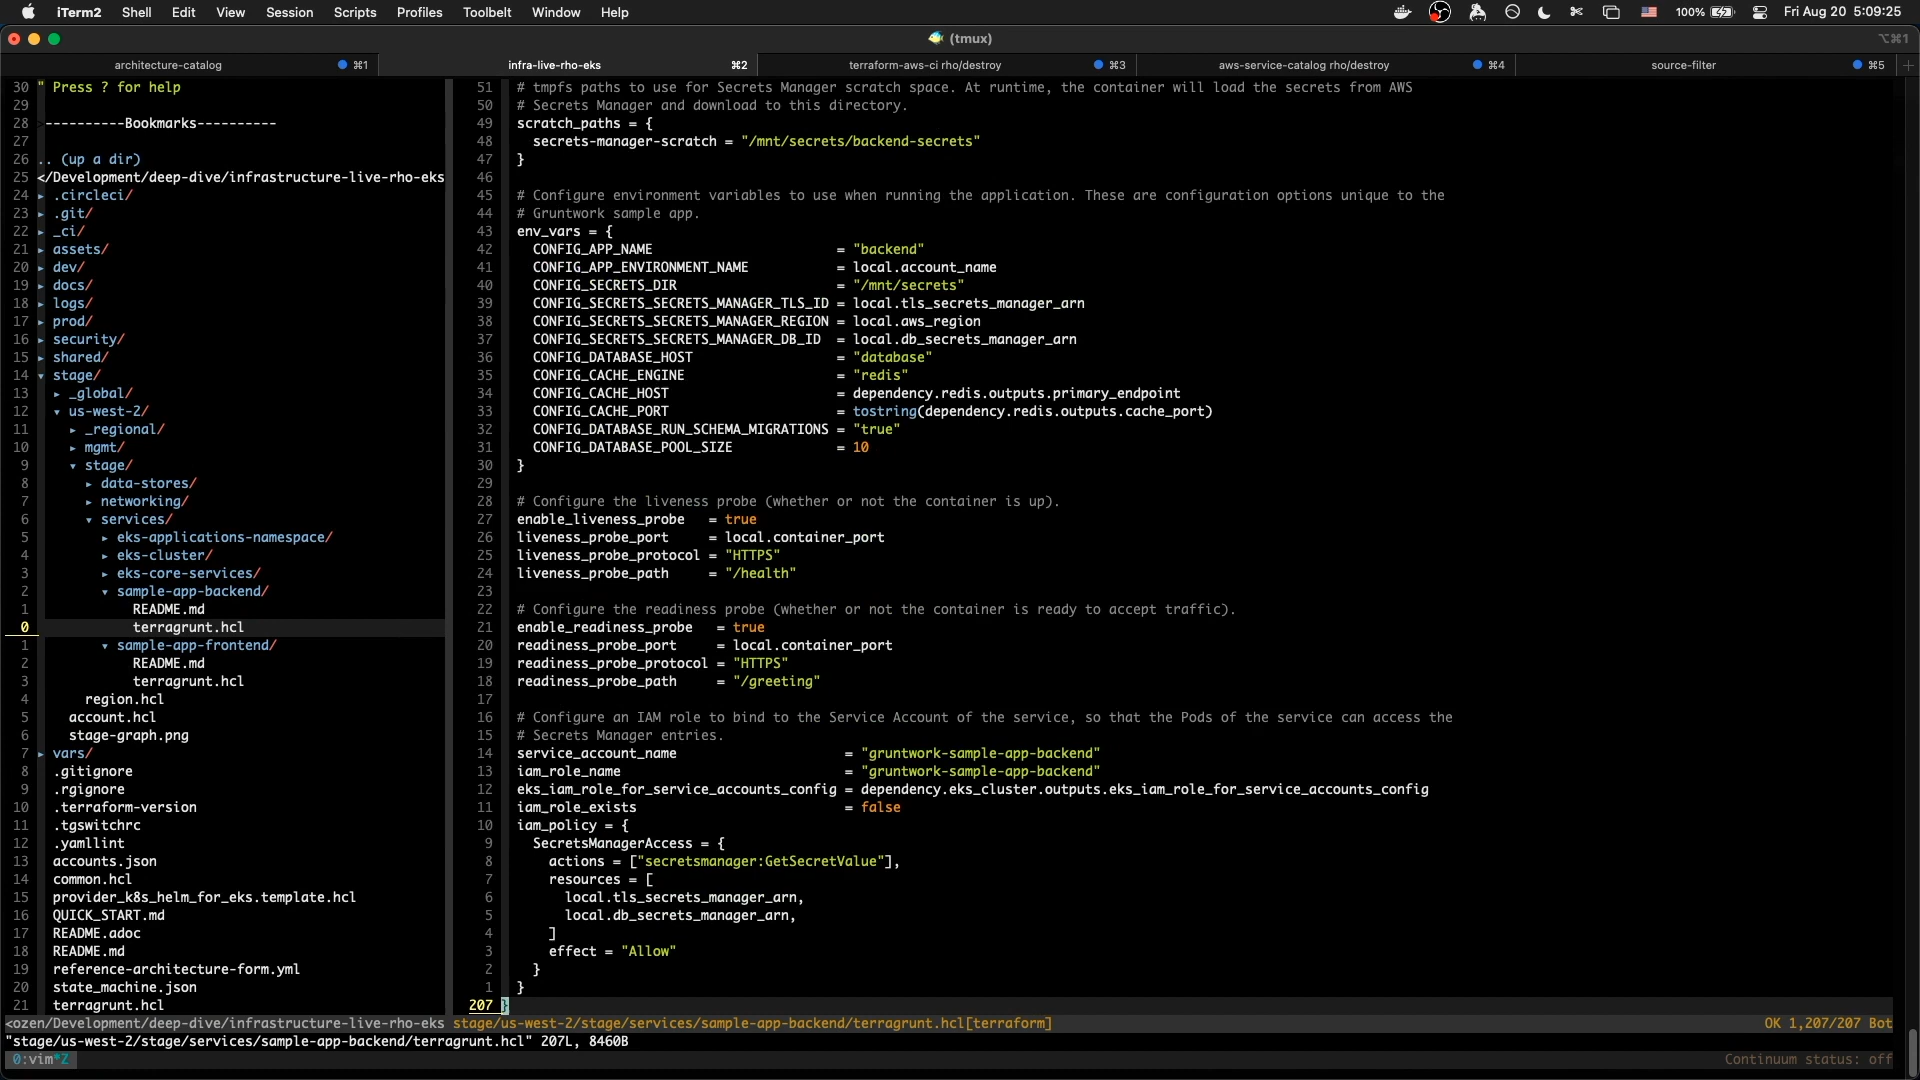 iTerm2 Shell Edit View Session Scripts Profiles Toolbelt Window Help 100% Fri Aug 20 5:09:25
(tmux) ⌥⌘1
architecture-catalog ⌘1 infra-live-rho-eks ⌘2 terraform-aws-ci rho/destroy ⌘3 aws-service-catalog rho/destroy ⌘4 source-filter ⌘5 +
30 " Press ? for help
29
28 ----------Bookmarks----------
27
26 .. (up a dir)
25 </Development/deep-dive/infrastructure-live-rho-eks
24 ▸ .circleci/
23 ▸ .git/
22 ▸ _ci/
21 ▸ assets/
20 ▸ dev/
19 ▸ docs/
18 ▸ logs/
17 ▸ prod/
16 ▸ security/
15 ▸ shared/
14 ▾ stage/
13 ▸ _global/
12 ▾ us-west-2/
11 ▸ _regional/
10 ▸ mgmt/
9 ▾ stage/
8 ▸ data-stores/
7 ▸ networking/
6 ▾ services/
5 ▸ eks-applications-namespace/
4 ▸ eks-cluster/
3 ▸ eks-core-services/
2 ▾ sample-app-backend/
1 README.md
0 terragrunt.hcl
1 ▾ sample-app-frontend/
2 README.md
3 terragrunt.hcl
4 region.hcl
5 account.hcl
6 stage-graph.png
7 ▸ vars/
8 .gitignore
9 .rgignore
10 .terraform-version
11 .tgswitchrc
12 .yamllint
13 accounts.json
14 common.hcl
15 provider_k8s_helm_for_eks.template.hcl
16 QUICK_START.md
17 README.adoc
18 README.md
19 reference-architecture-form.yml
20 state_machine.json
21 terragrunt.hcl
51 # tmpfs paths to use for Secrets Manager scratch space. At runtime, the container will load the secrets from AWS
50 # Secrets Manager and download to this directory.
49 scratch_paths = {
48 secrets-manager-scratch = "/mnt/secrets/backend-secrets"
47 }
46
45 # Configure environment variables to use when running the application. These are configuration options unique to the
44 # Gruntwork sample app.
43 env_vars = {
42 CONFIG_APP_NAME = "backend"
41 CONFIG_APP_ENVIRONMENT_NAME = local.account_name
40 CONFIG_SECRETS_DIR = "/mnt/secrets"
39 CONFIG_SECRETS_SECRETS_MANAGER_TLS_ID = local.tls_secrets_manager_arn
38 CONFIG_SECRETS_SECRETS_MANAGER_REGION = local.aws_region
37 CONFIG_SECRETS_SECRETS_MANAGER_DB_ID = local.db_secrets_manager_arn
36 CONFIG_DATABASE_HOST = "database"
35 CONFIG_CACHE_ENGINE = "redis"
34 CONFIG_CACHE_HOST = dependency.redis.outputs.primary_endpoint
33 CONFIG_CACHE_PORT = tostring(dependency.redis.outputs.cache_port)
32 CONFIG_DATABASE_RUN_SCHEMA_MIGRATIONS = "true"
31 CONFIG_DATABASE_POOL_SIZE = 10
30 }
29
28 # Configure the liveness probe (whether or not the container is up).
27 enable_liveness_probe = true
26 liveness_probe_port = local.container_port
25 liveness_probe_protocol = "HTTPS"
24 liveness_probe_path = "/health"
23
22 # Configure the readiness probe (whether or not the container is ready to accept traffic).
21 enable_readiness_probe = true
20 readiness_probe_port = local.container_port
19 readiness_probe_protocol = "HTTPS"
18 readiness_probe_path = "/greeting"
17
16 # Configure an IAM role to bind to the Service Account of the service, so that the Pods of the service can access the
15 # Secrets Manager entries.
14 service_account_name = "gruntwork-sample-app-backend"
13 iam_role_name = "gruntwork-sample-app-backend"
12 eks_iam_role_for_service_accounts_config = dependency.eks_cluster.outputs.eks_iam_role_for_service_accounts_config
11 iam_role_exists = false
10 iam_policy = {
9 SecretsManagerAccess = {
8 actions = ["secretsmanager:GetSecretValue"],
7 resources = [
6 local.tls_secrets_manager_arn,
5 local.db_secrets_manager_arn,
4 ]
3 effect = "Allow"
2 }
1 }
207 }
<ozen/Development/deep-dive/infrastructure-live-rho-eks stage/us-west-2/stage/services/sample-app-backend/terragrunt.hcl[terraform] OK 1,207/207 Bot
"stage/us-west-2/stage/services/sample-app-backend/terragrunt.hcl" 207L, 8460B
0:vim*Z Continuum status: off